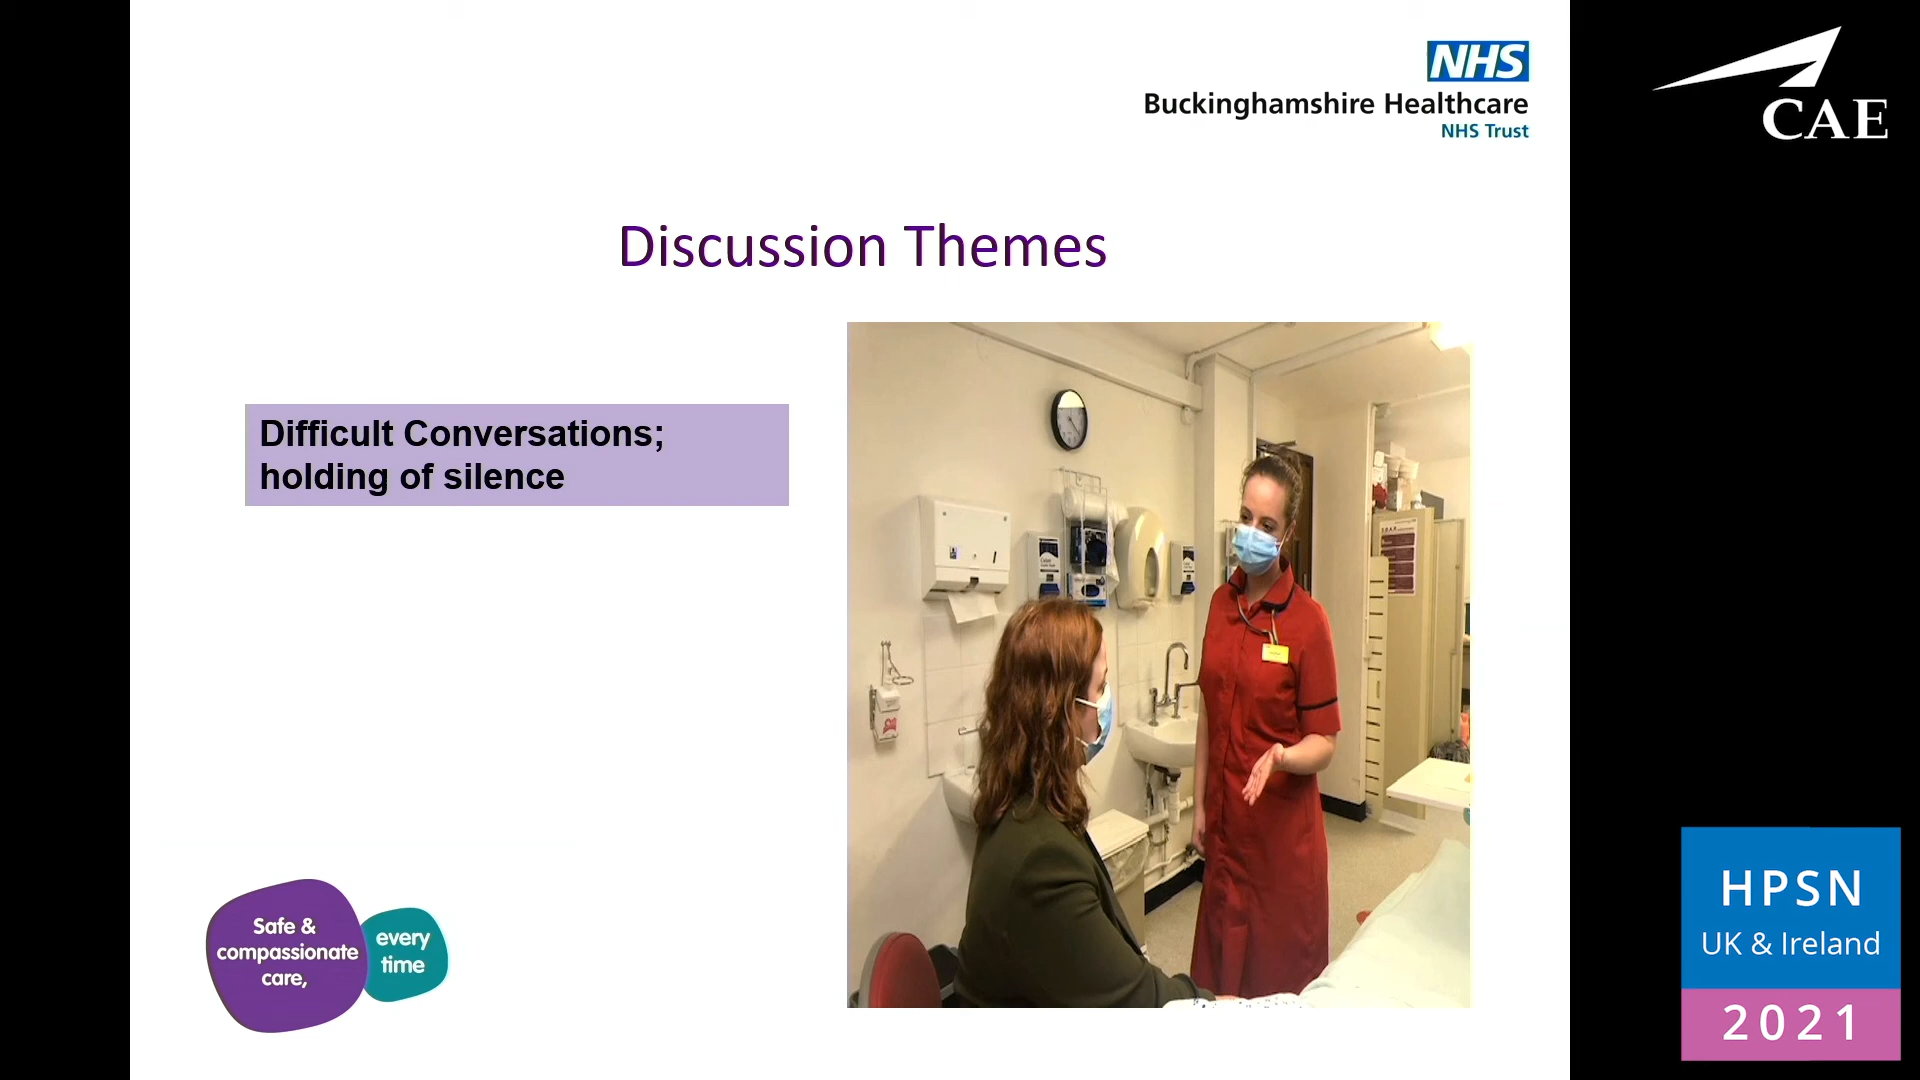 NHS
Buckinghamshire Healthcare
NHS Trust
CAE
Discussion Themes
Difficult Conversations;
holding of silence
Safe &
compassionate
care,
every
time
HPSN
UK & Ireland
2021